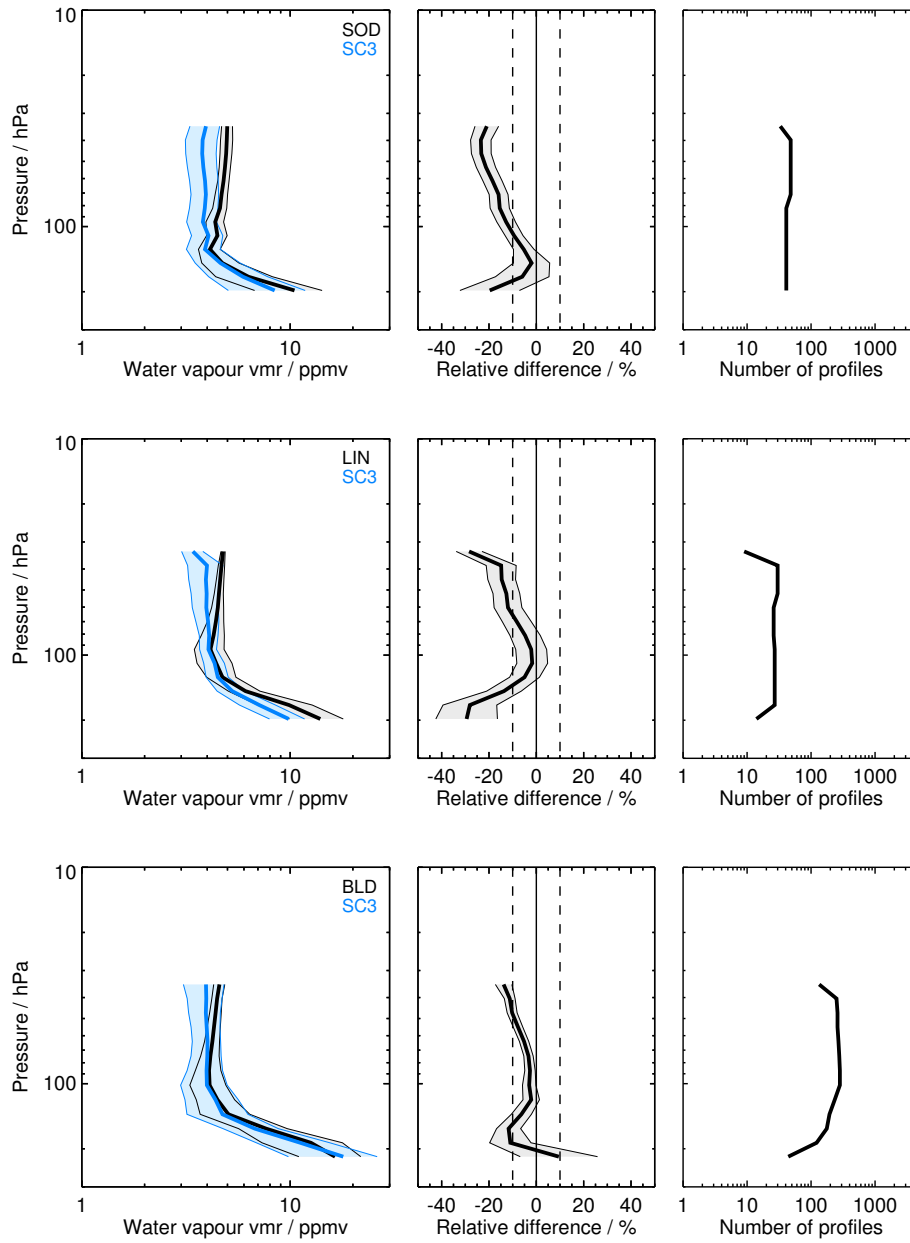 10
100
Pressure / hPa
SOD
SC3
1 10
Water vapour vmr / ppmv
-40 -20 0 20 40
Relative difference / %
1 10 100 1000
Number of profiles
10
100
Pressure / hPa
LIN
SC3
1 10
Water vapour vmr / ppmv
-40 -20 0 20 40
Relative difference / %
1 10 100 1000
Number of profiles
10
100
Pressure / hPa
BLD
SC3
1 10
Water vapour vmr / ppmv
-40 -20 0 20 40
Relative difference / %
1 10 100 1000
Number of profiles